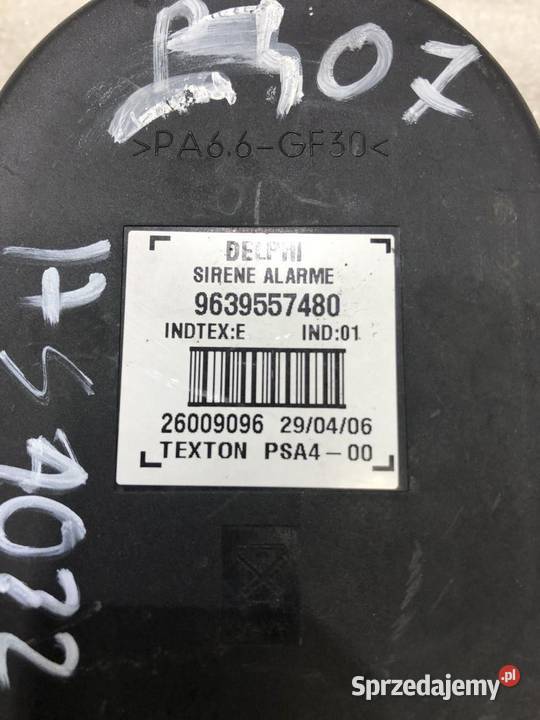 P307
>PA6.6-GF30<
DELPHI
SIRENE ALARME
9639557480
INDTEX:E IND:01
26009096 29/04/06
TEXTON PSA4-00
Sprzedajemy.pl